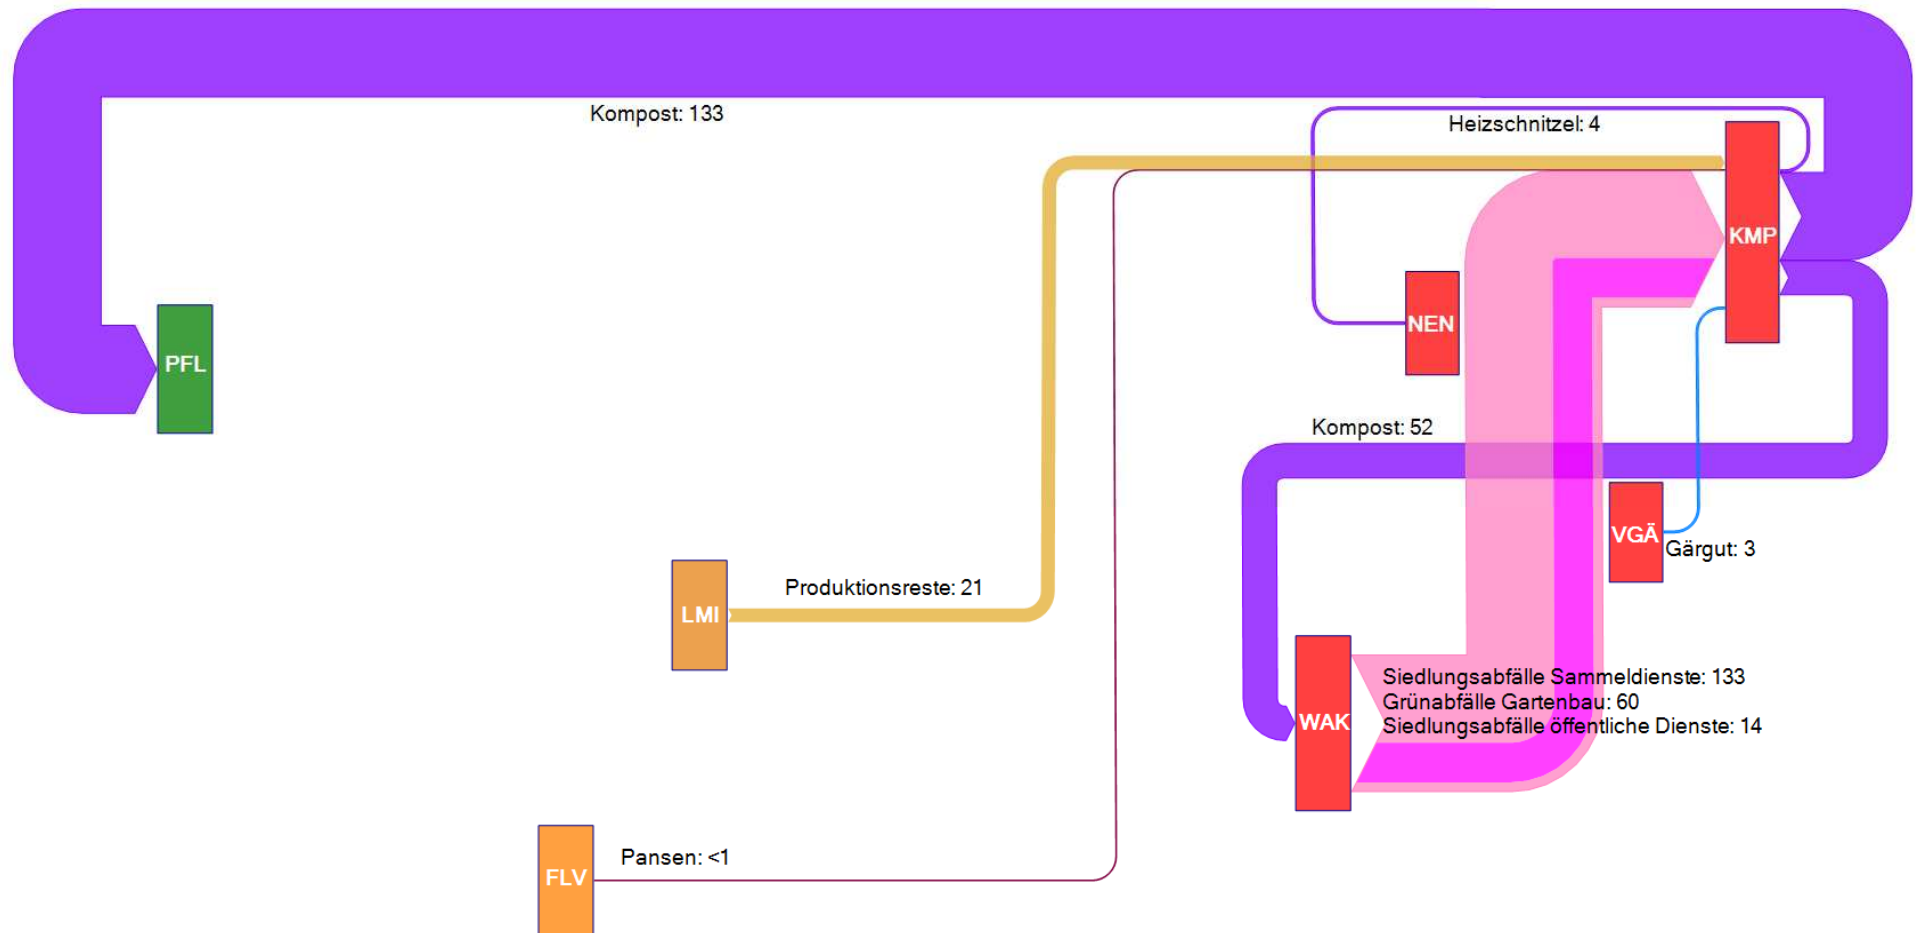 Kompost: 133
Heizschnitzel: 4
KMP
NEN
PFL
Kompost: 52
VGÄ
Gärgut: 3
Produktionsreste: 21
LMI
Siedlungsabfälle Sammeldienste: 133
Grünabfälle Gartenbau: 60
Siedlungsabfälle öffentliche Dienste: 14
WAK
Pansen: <1
FLV